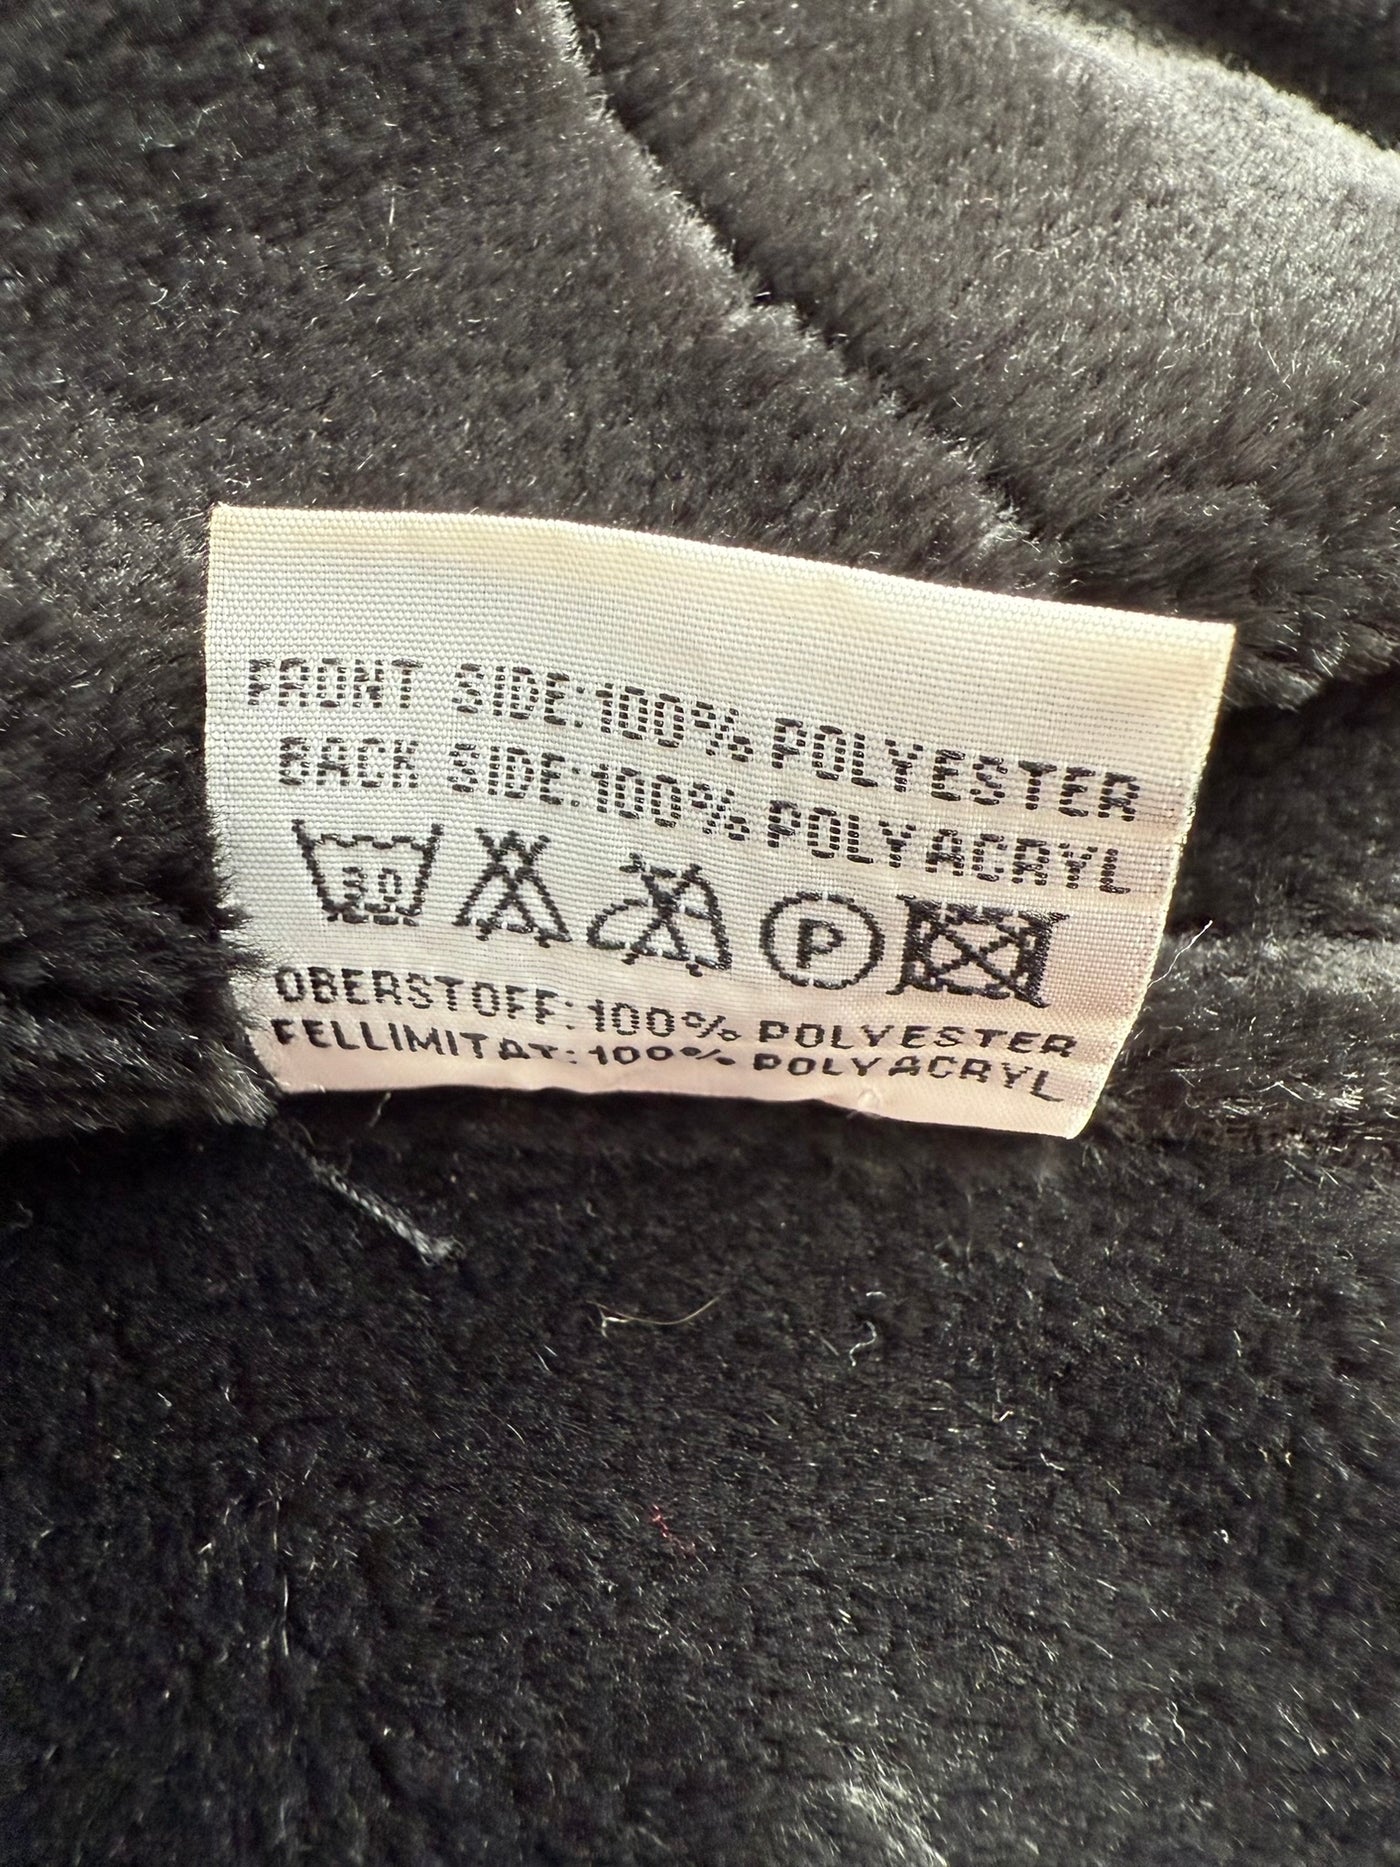 FRONT SIDE:100% POLYESTER
BACK SIDE:100% POLYACRYL
30 P
OBERSTOFF:100% POLYESTER
FELLIMITAT:100% POLYACRYL